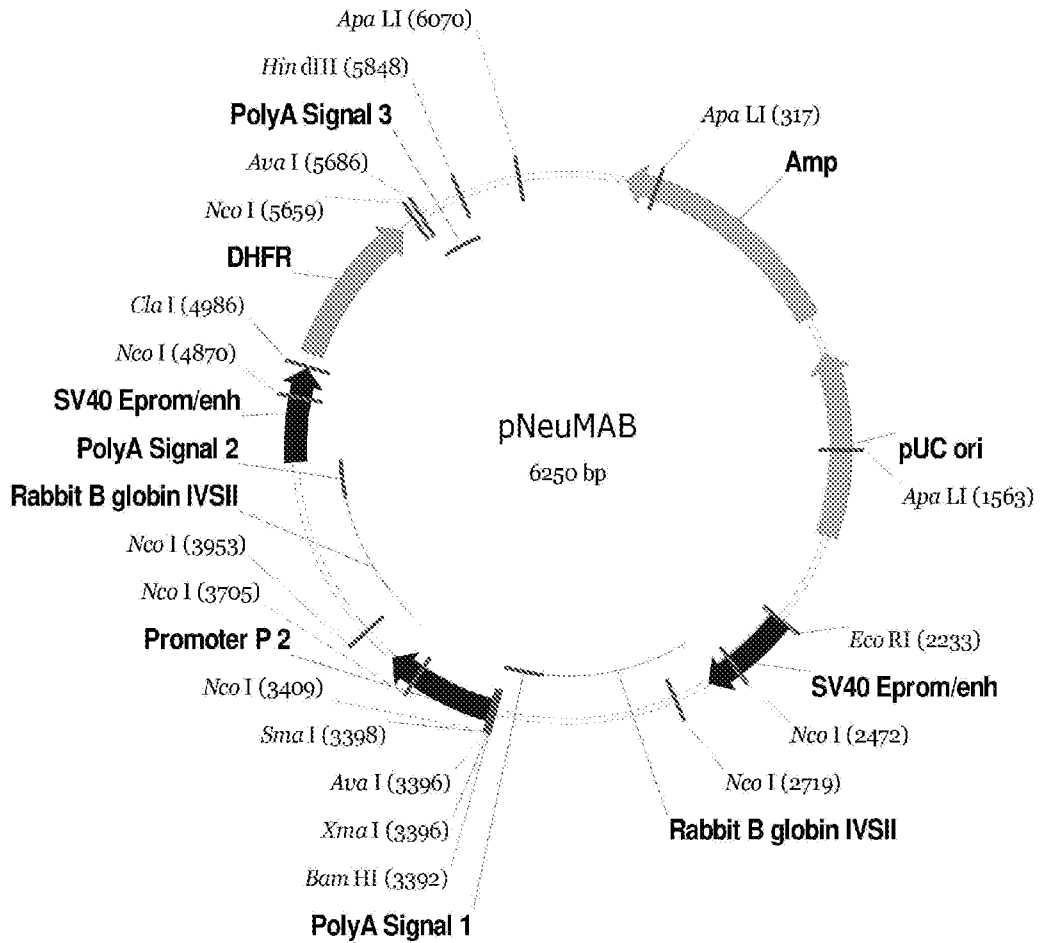 Apa LI (6070)
Hin dIII (5848)
PolyA Signal 3
Ava I (5686)
Nco I (5659)
DHFR
Cla I (4986)
Nco I (4870)
SV40 Eprom/enh
PolyA Signal 2
Rabbit B globin IVSII
Nco I (3953)
Nco I (3705)
Promoter P 2
Nco I (3409)
Sma I (3398)
Ava I (3396)
Xma I (3396)
Bam HI (3392)
PolyA Signal 1
Apa LI (317)
Amp
pUC ori
Apa LI (1563)
Eco RI (2233)
SV40 Eprom/enh
Nco I (2472)
Nco I (2719)
Rabbit B globin IVSII
pNeuMAB
6250 bp